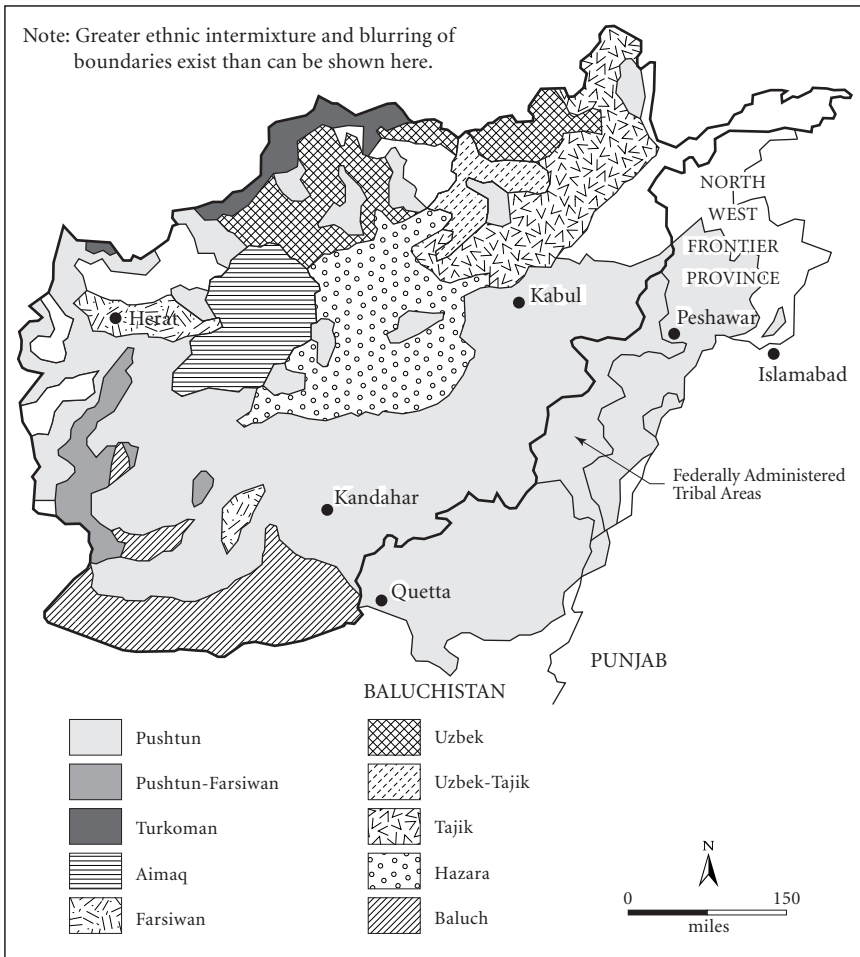 Note: Greater ethnic intermixture and blurring of
boundaries exist than can be shown here.
NORTH
WEST
FRONTIER
PROVINCE
Kabul
Herat
Peshawar
Islamabad
Federally Administered
Tribal Areas
Kandahar
Quetta
PUNJAB
BALUCHISTAN
Pushtun
Pushtun-Farsiwan
Turkoman
Aimaq
Farsiwan
Uzbek
Uzbek-Tajik
Tajik
Hazara
Baluch
N
0 150
miles